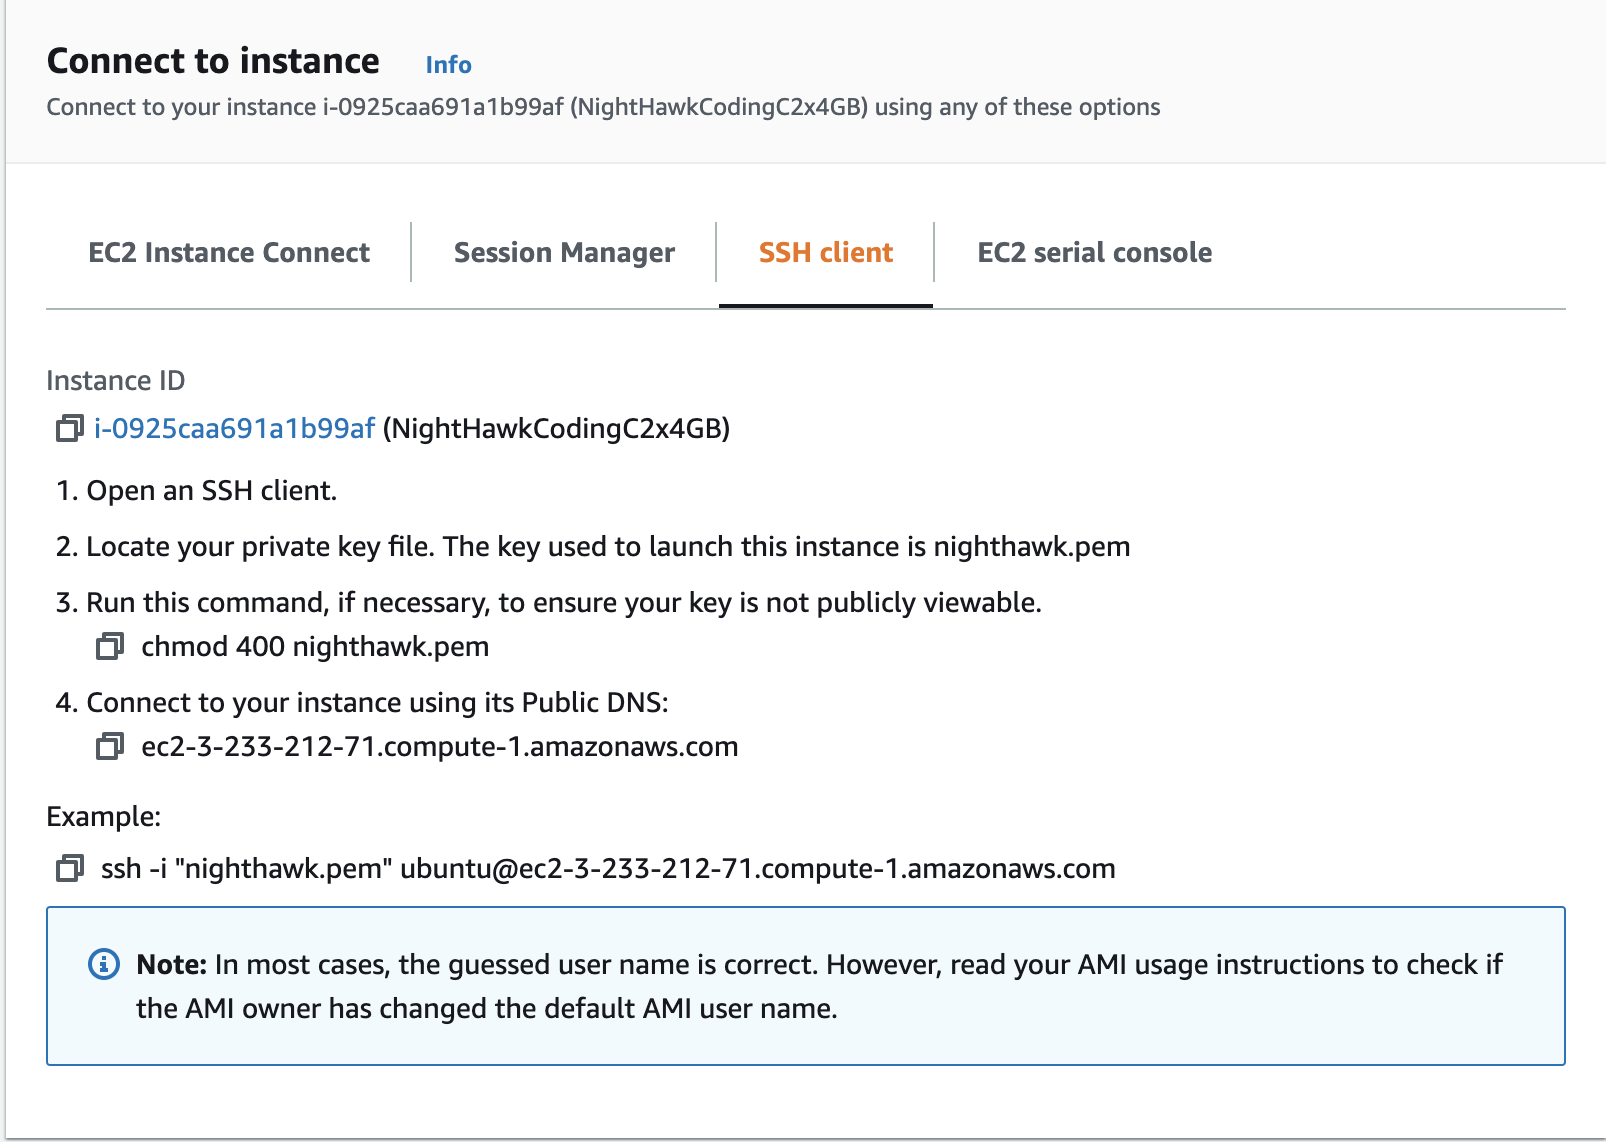 Connect to instance Info
Connect to your instance i-0925caa691a1b99af (NightHawkCodingC2x4GB) using any of these options
EC2 Instance Connect
Session Manager
SSH client
EC2 serial console
Instance ID
i-0925caa691a1b99af (NightHawkCodingC2x4GB)
1. Open an SSH client.
2. Locate your private key file. The key used to launch this instance is nighthawk.pem
3. Run this command, if necessary, to ensure your key is not publicly viewable.
chmod 400 nighthawk.pem
4. Connect to your instance using its Public DNS:
ec2-3-233-212-71.compute-1.amazonaws.com
Example:
ssh -i "nighthawk.pem" ubuntu@ec2-3-233-212-71.compute-1.amazonaws.com
Note: In most cases, the guessed user name is correct. However, read your AMI usage instructions to check if
the AMI owner has changed the default AMI user name.